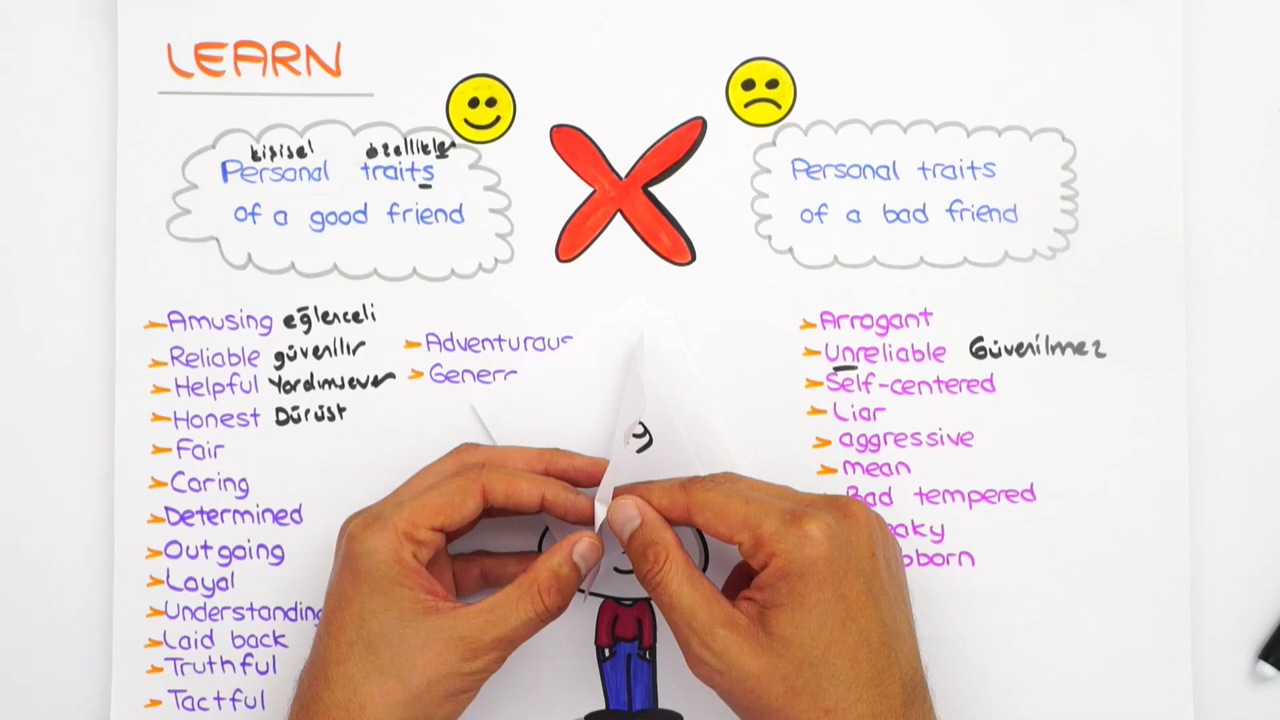 LEARN
kişisel özellikler
Personal traits
of a good friend
Personal traits
of a bad friend
Amusing eğlenceli
Reliable güvenilir
Helpful Yardımsever
Honest Dürüst
Fair
Caring
Determined
Outgoing
Loyal
Understanding
Laid back
Truthful
Tactful
Adventurous
Arrogant
Unreliable Güvenilmez
Self-centered
Liar
aggressive
mean
Bad tempered